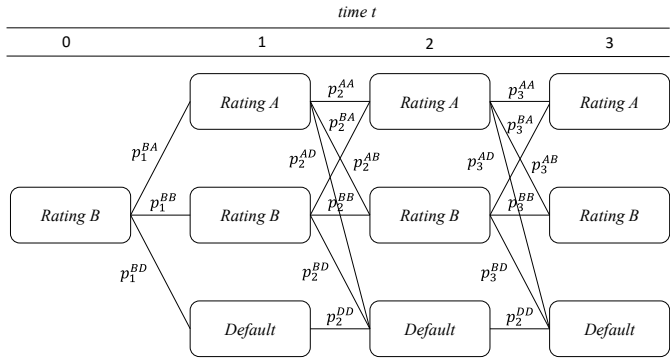 time t
0 1 2 3
p_2^{AA} p_3^{AA}
Rating A Rating A Rating A
p_2^{BA} p_3^{BA}
p_1^{BA} p_2^{AD} p_2^{AB} p_3^{AD} p_3^{AB}
p_1^{BB} p_2^{BB} p_3^{BB}
Rating B Rating B Rating B Rating B
p_1^{BD} p_2^{BD} p_3^{BD}
p_2^{DD} p_2^{DD}
Default Default Default